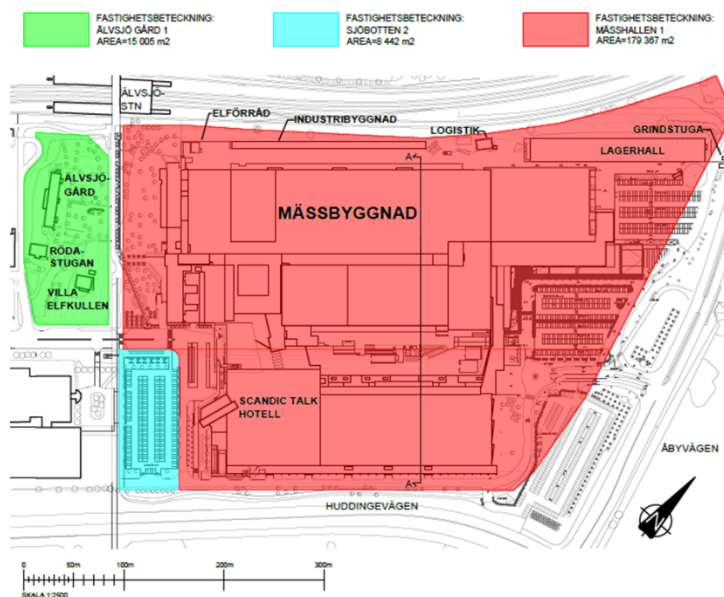 FASTIGHETSBETECKNING:
ÄLVSJÖ GÅRD 1
AREA=15 005 m2
FASTIGHETSBETECKNING:
SJÖBOTTEN 2
AREA=8 442 m2
FASTIGHETSBETECKNING:
MÄSSHALLEN 1
AREA=179 367 m2
ÄLVSJÖ-
STN
ELFÖRRÅD
INDUSTRIBYGGNAD
LOGISTIK
GRINDSTUGA
LAGERHALL
A
ÄLVSJÖ-
GÅRD
MÄSSBYGGNAD
RÖDA-
STUGAN
VILLA
ELFKULLEN
SCANDIC TALK
HOTELL
ÅBYVÄGEN
A
HUDDINGEVÄGEN
N
0 50m 100m 200m 300m
SKALA 1:2500